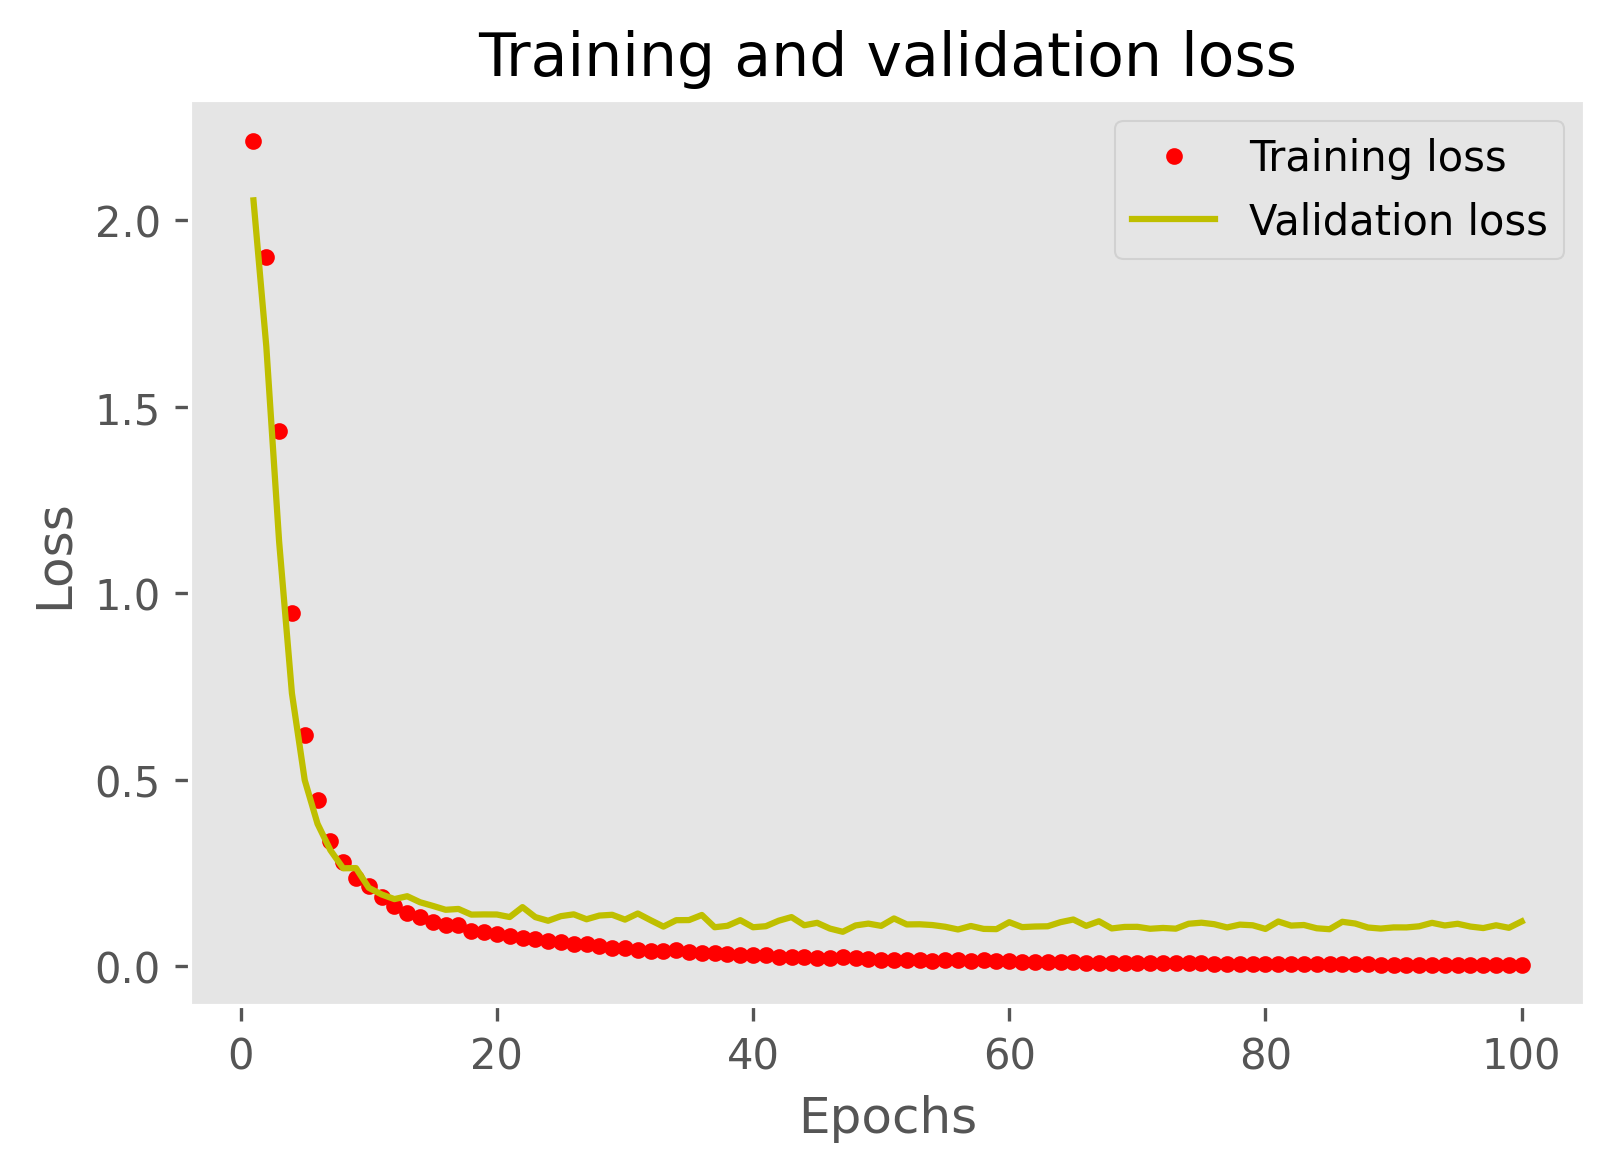 Training and validation loss
Training loss
Validation loss
Loss
2.0
1.5
1.0
0.5
0.0
0 20 40 60 80 100
Epochs